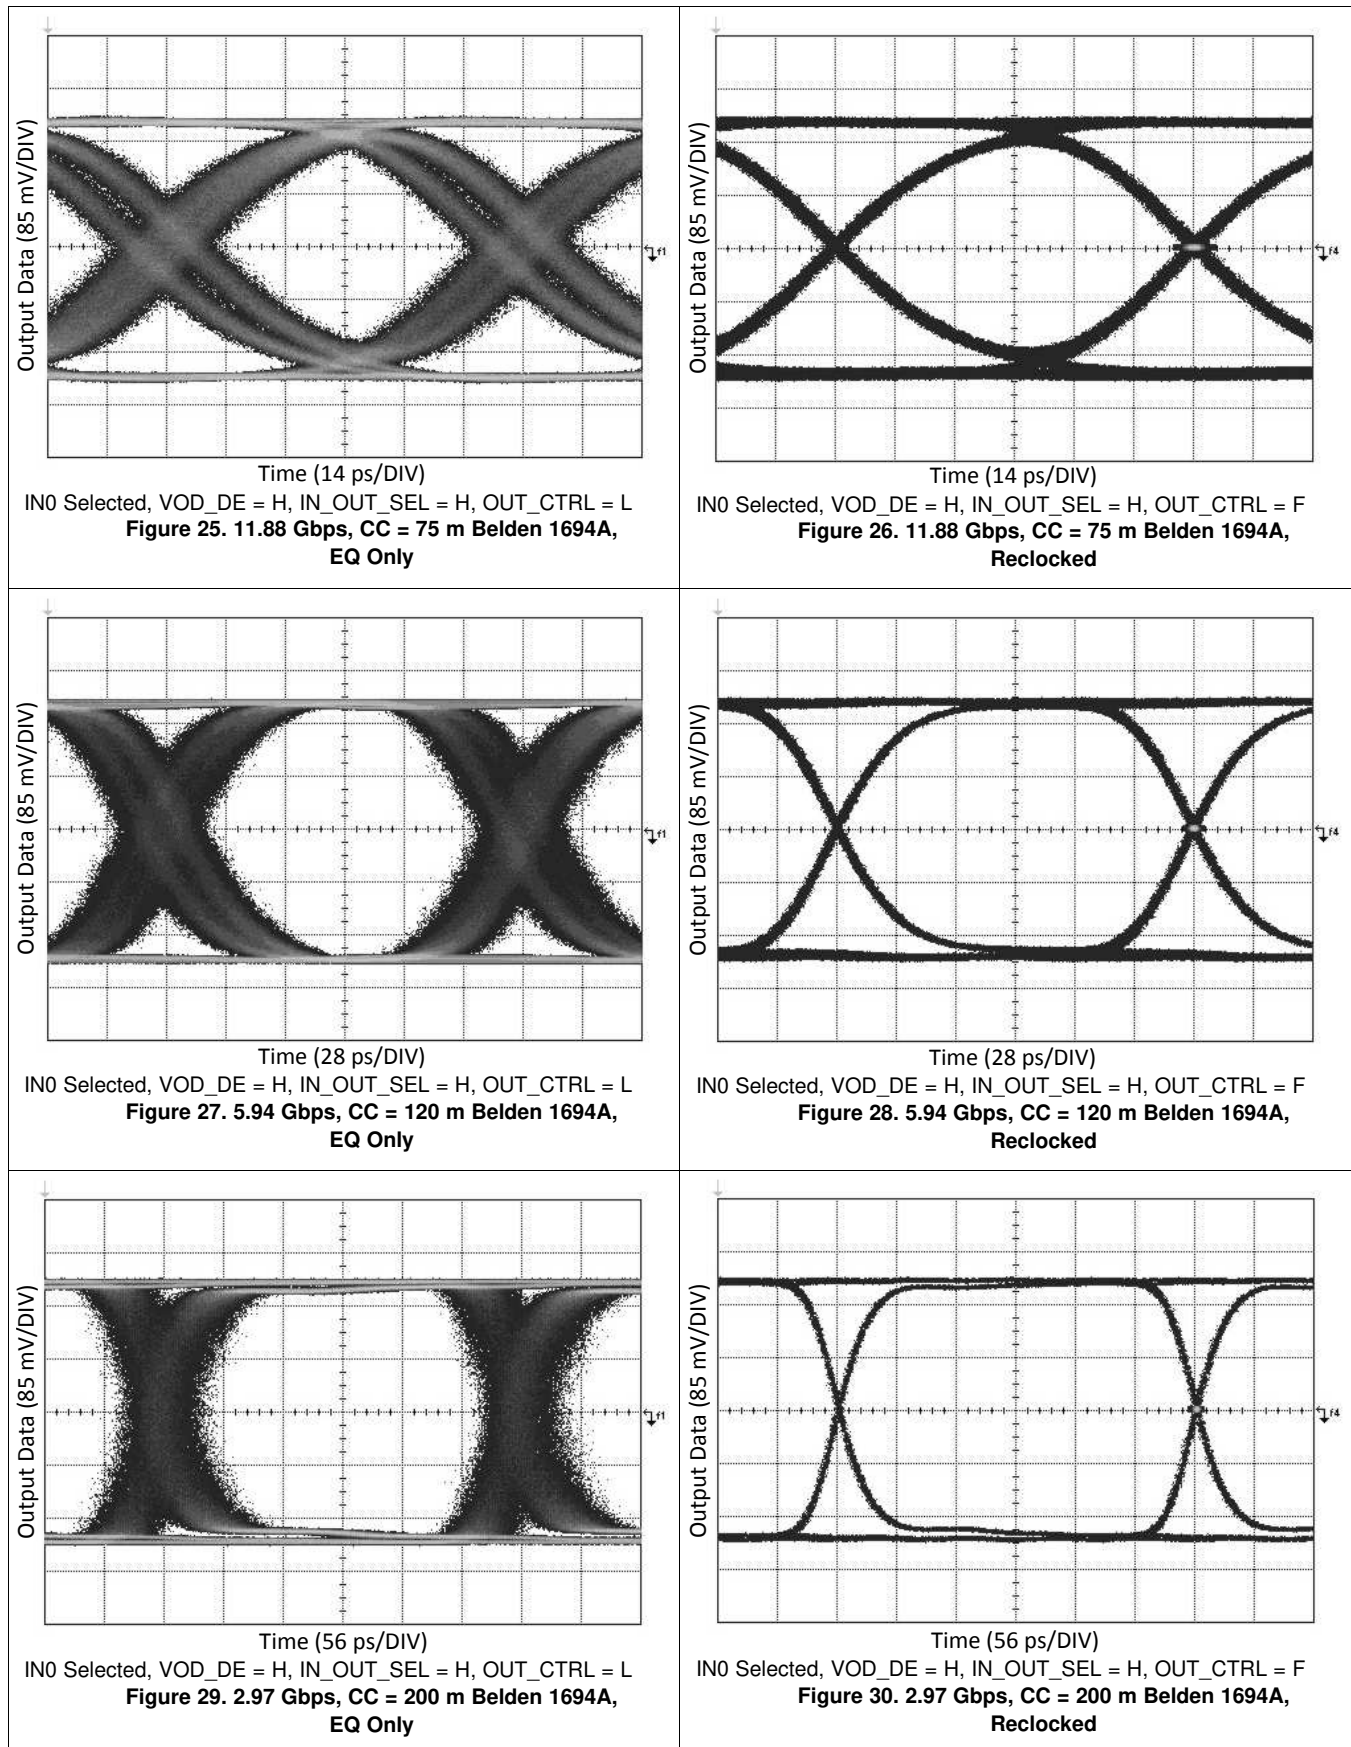 Output Data (85 mV/DIV)
f1
Time (14 ps/DIV)
IN0 Selected, VOD_DE = H, IN_OUT_SEL = H, OUT_CTRL = L
Figure 25. 11.88 Gbps, CC = 75 m Belden 1694A,
EQ Only
Output Data (85 mV/DIV)
f4
Time (14 ps/DIV)
IN0 Selected, VOD_DE = H, IN_OUT_SEL = H, OUT_CTRL = F
Figure 26. 11.88 Gbps, CC = 75 m Belden 1694A,
Reclocked
Output Data (85 mV/DIV)
f1
Time (28 ps/DIV)
IN0 Selected, VOD_DE = H, IN_OUT_SEL = H, OUT_CTRL = L
Figure 27. 5.94 Gbps, CC = 120 m Belden 1694A,
EQ Only
Output Data (85 mV/DIV)
f4
Time (28 ps/DIV)
IN0 Selected, VOD_DE = H, IN_OUT_SEL = H, OUT_CTRL = F
Figure 28. 5.94 Gbps, CC = 120 m Belden 1694A,
Reclocked
Output Data (85 mV/DIV)
f1
Time (56 ps/DIV)
IN0 Selected, VOD_DE = H, IN_OUT_SEL = H, OUT_CTRL = L
Figure 29. 2.97 Gbps, CC = 200 m Belden 1694A,
EQ Only
Output Data (85 mV/DIV)
f4
Time (56 ps/DIV)
IN0 Selected, VOD_DE = H, IN_OUT_SEL = H, OUT_CTRL = F
Figure 30. 2.97 Gbps, CC = 200 m Belden 1694A,
Reclocked